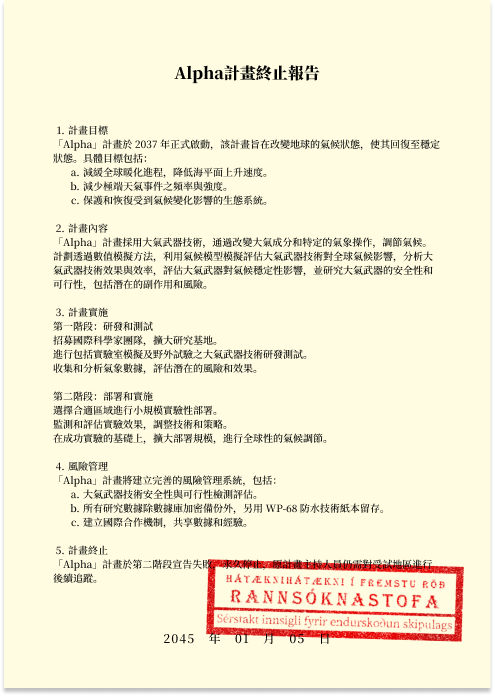 Alpha計畫終止報告
1. 計畫目標
「Alpha」計畫於 2037 年正式啟動，該計畫旨在改變地球的氣候狀態，使其回復至穩定
狀態。具體目標包括：
a. 減緩全球暖化進程，降低海平面上升速度。
b. 減少極端天氣事件之頻率與強度。
c. 保護和恢復受到氣候變化影響的生態系統。
2. 計畫內容
「Alpha」計畫採用大氣武器技術，通過改變大氣成分和特定的氣象操作，調節氣候。
計劃透過數值模擬方法，利用氣候模型模擬評估大氣武器技術對全球氣候影響，分析大
氣武器技術效果與效率，評估大氣武器對氣候穩定性影響，並研究大氣武器的安全性和
可行性，包括潛在的副作用和風險。
3. 計畫實施
第一階段：研發和測試
招募國際科學家團隊，擴大研究基地。
進行包括實驗室模擬及野外試驗之大氣武器技術研發測試。
收集和分析氣象數據，評估潛在的風險和效果。
第二階段：部署和實施
選擇合適區域進行小規模實驗性部署。
監測和評估實驗效果，調整技術和策略。
在成功實驗的基礎上，擴大部署規模，進行全球性的氣候調節。
4. 風險管理
「Alpha」計畫將建立完善的風險管理系統，包括：
a. 大氣武器技術安全性與可行性檢測評估。
b. 所有研究數據除數據庫加密備份外，另用 WP-68 防水技術紙本留存。
c. 建立國際合作機制，共享數據和經驗。
5. 計畫終止
「Alpha」計畫於第二階段宣告失敗，永久停止。原計畫主持人員仍需對受試地區進行
後續追蹤。
HÁTÆKNIHÁTÆKNI Í FREMSTU RÖÐ
RANNSÓKNASTOFA
Sérstakt innsigli fyrir endurskoðun skipulags
2045 年 01 月 05 日